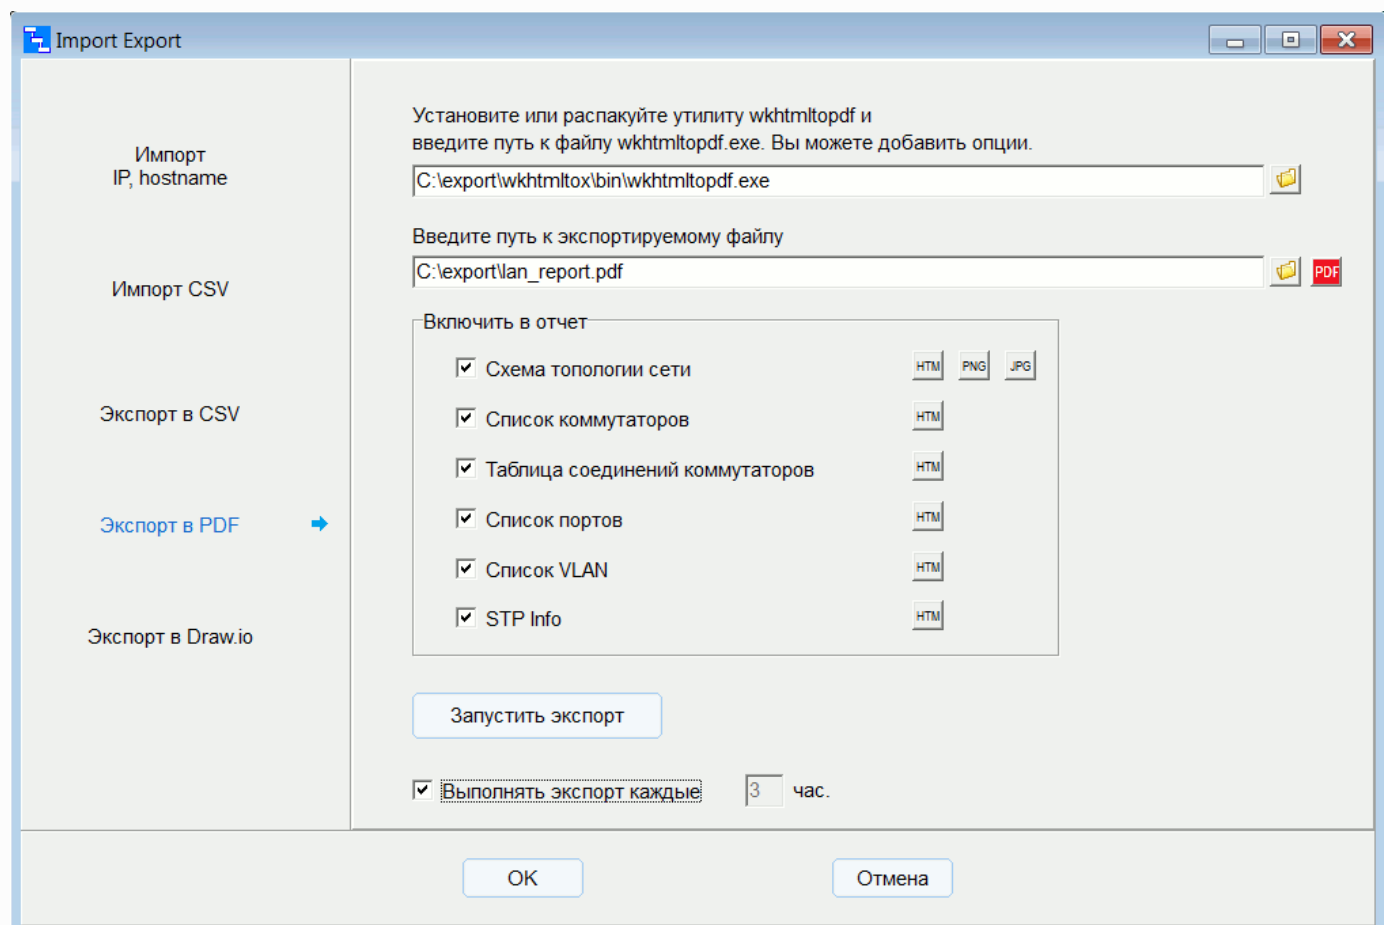 Import Export
Импорт
IP, hostname
Импорт CSV
Экспорт в CSV
Экспорт в PDF
Экспорт в Draw.io
Установите или распакуйте утилиту wkhtmltopdf и
введите путь к файлу wkhtmltopdf.exe. Вы можете добавить опции.
C:\export\wkhtmltox\bin\wkhtmltopdf.exe
Введите путь к экспортируемому файлу
C:\export\lan_report.pdf
PDF
Включить в отчет
Схема топологии сети HTM PNG JPG
Список коммутаторов HTM
Таблица соединений коммутаторов HTM
Список портов HTM
Список VLAN HTM
STP Info HTM
Запустить экспорт
Выполнять экспорт каждые 3 час.
OK Отмена